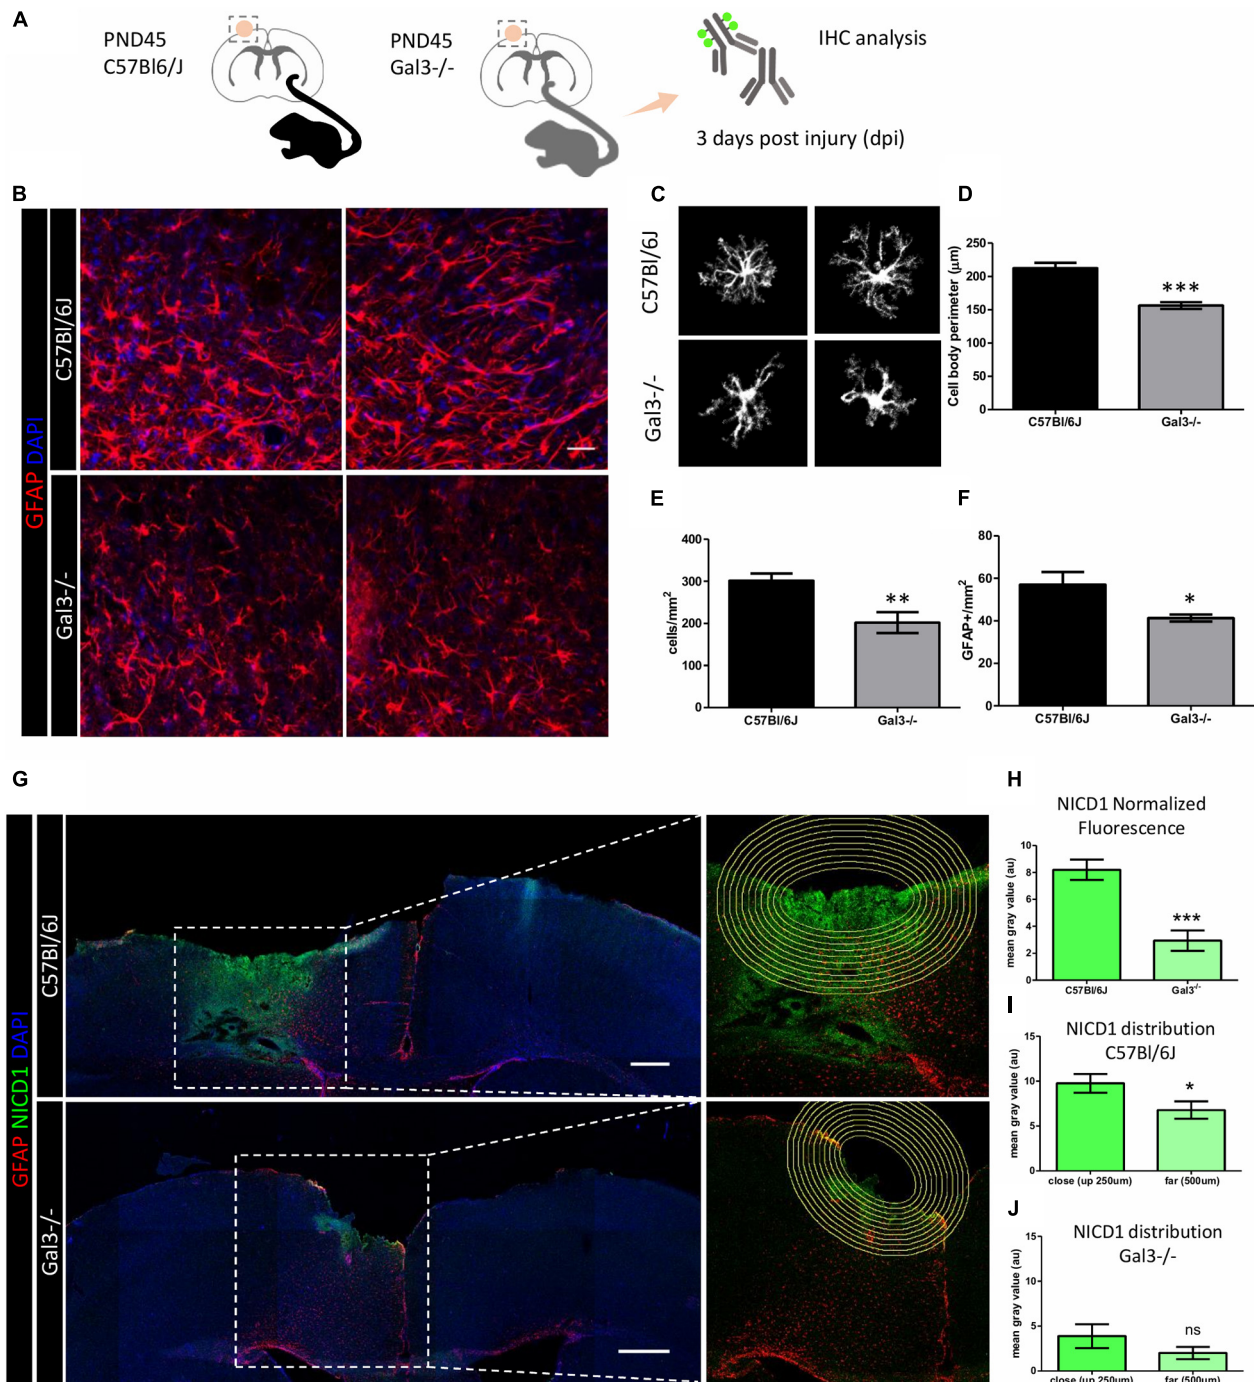 A
PND45
C57Bl6/J
PND45
Gal3-/-
IHC analysis
3 days post injury (dpi)
B
GFAP DAPI
C57Bl/6J
Gal3-/-
C
C57Bl/6J
Gal3-/-
D
Cell body perimeter (μm)
250
200
150
100
50
0
***
C57Bl/6J
Gal3-/-
E
cells/mm2
400
300
200
100
0
**
C57Bl/6J
Gal3-/-
F
GFAP+/mm2
80
60
40
20
0
*
C57Bl/6J
Gal3-/-
G
GFAP NICD1 DAPI
C57Bl/6J
Gal3-/-
H
NICD1 Normalized
Fluorescence
mean gray value (au)
10
8
6
4
2
0
***
C57Bl/6J
Gal3-/-
I
NICD1 distribution
C57Bl/6J
mean gray value (au)
15
10
5
0
*
close (up 250um)
far (500um)
J
NICD1 distribution
Gal3-/-
mean gray value (au)
15
10
5
0
ns
close (up 250um)
far (500um)